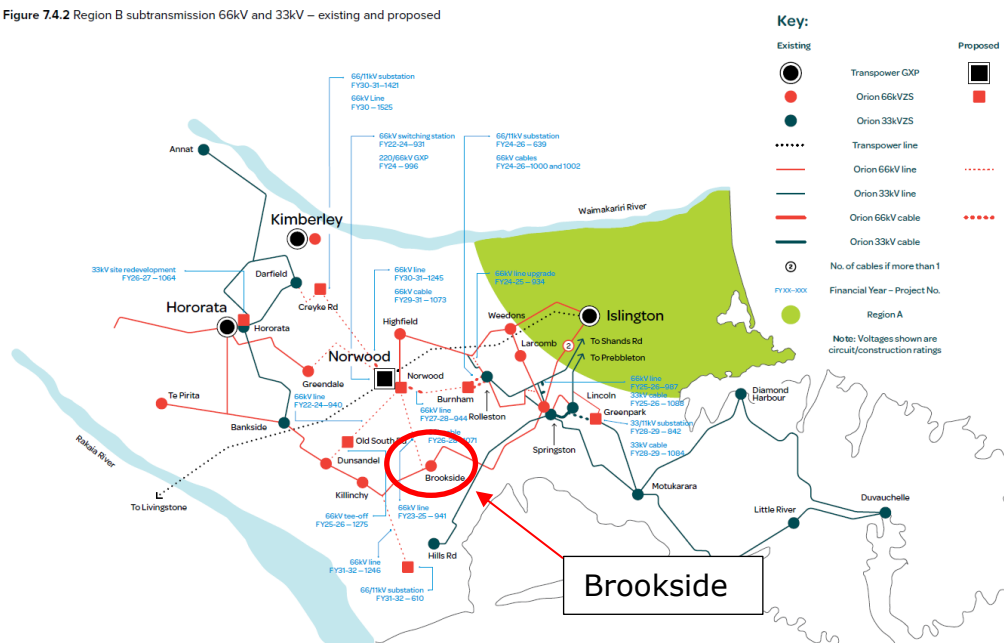 Figure 7.4.2 Region B subtransmission 66kV and 33kV – existing and proposed
Key:
Existing
Proposed
Transpower GXP
Orion 66kVZS
Orion 33kVZS
Transpower line
Orion 66kV line
Orion 33kV line
Orion 66kV cable
Orion 33kV cable
2
No. of cables if more than 1
FYXX–XXX
Financial Year – Project No.
Region A
Note: Voltages shown are
circuit/construction ratings
66/11kV substation
FY30-31–1421
66kV Line
FY30 – 1525
66kV switching station
FY22-24–931
220/66kV GXP
FY24 – 996
66/11kV substation
FY24-26 – 639
66kV cables
FY24-26–1000 and 1002
Annat
Waimakariri River
Kimberley
33kV site redevelopment
FY26-27 – 1064
Darfield
Creyke Rd
66kV line
FY30-31–1245
66kV cable
FY29-31 – 1073
66kV line upgrade
FY24-25 – 934
Hororata
Hororata
Highfield
Weedons
Islington
Larcomb
2
To Shands Rd
To Prebbleton
Norwood
Norwood
Greendale
Burnham
Rolleston
66kV line
FY25-26–987
33kV cable
FY25-26 – 1088
Lincoln
Greenpark
33/11kV substation
FY28-29 – 842
33kV cable
FY28-29 – 1084
Diamond
Harbour
Te Pirita
66kV line
FY22-24–940
66kV line
FY27-28–944
Bankside
Old South Rd
Springston
Dunsandel
Brookside
Killinchy
Motukarara
Rakaia River
To Livingstone
66kV tee-off
FY25-26 – 1275
66kV line
FY23-25 – 941
Little River
Duvauchelle
Hills Rd
66kV line
FY31-32 – 1246
66/11kV substation
FY31-32 – 610
Brookside